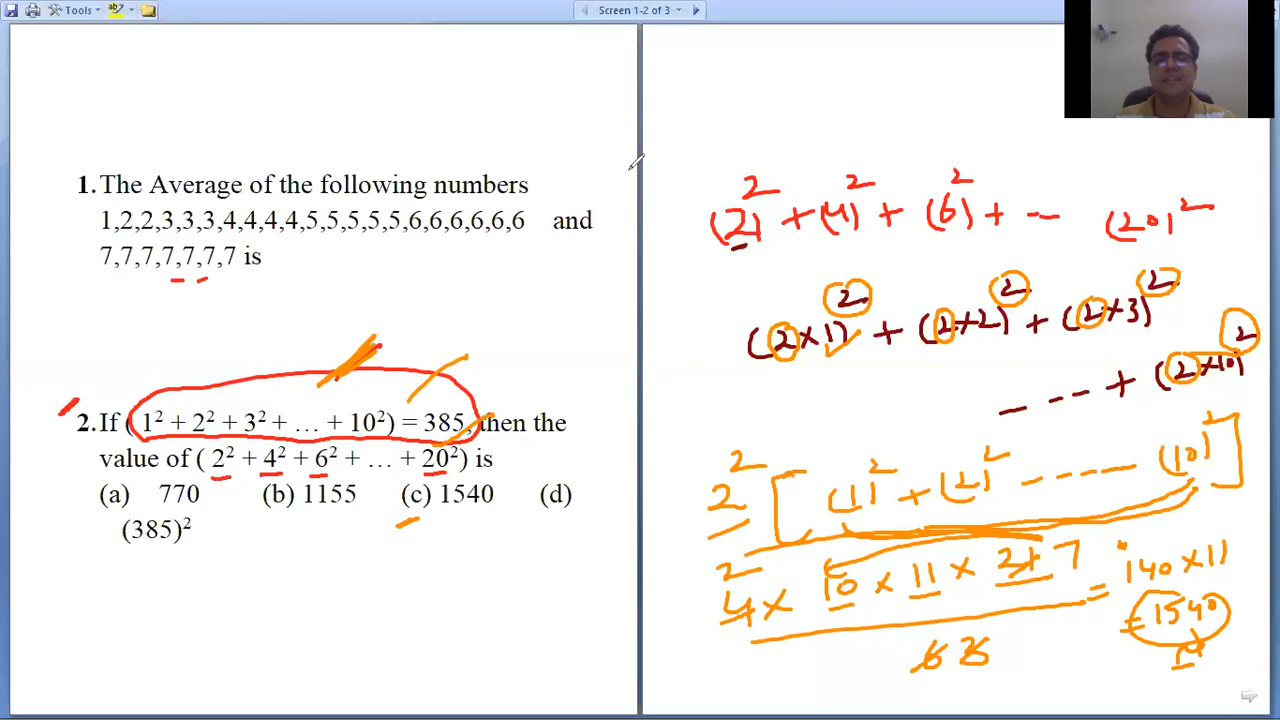 Tools
Screen 1-2 of 3
1. The Average of the following numbers
1,2,2,3,3,3,4,4,4,4,5,5,5,5,5,6,6,6,6,6,6 and
7,7,7,7,7,7,7 is
2. If ( 1² + 2² + 3² + … + 10²) = 385, then the
value of ( 2² + 4² + 6² + … + 20²) is
(a) 770 (b) 1155 (c) 1540 (d)
(385)²
(2)² + (4)² + (6)² + --- (20)²
(2×1)² + (2×2)² + (2×3)²
--- + (2×10)²
2² [ (1)² + (2)² ------ (10)² ]
2
4 × 10 × 11 × 21 7 = 140 × 11
6 3
= 1540